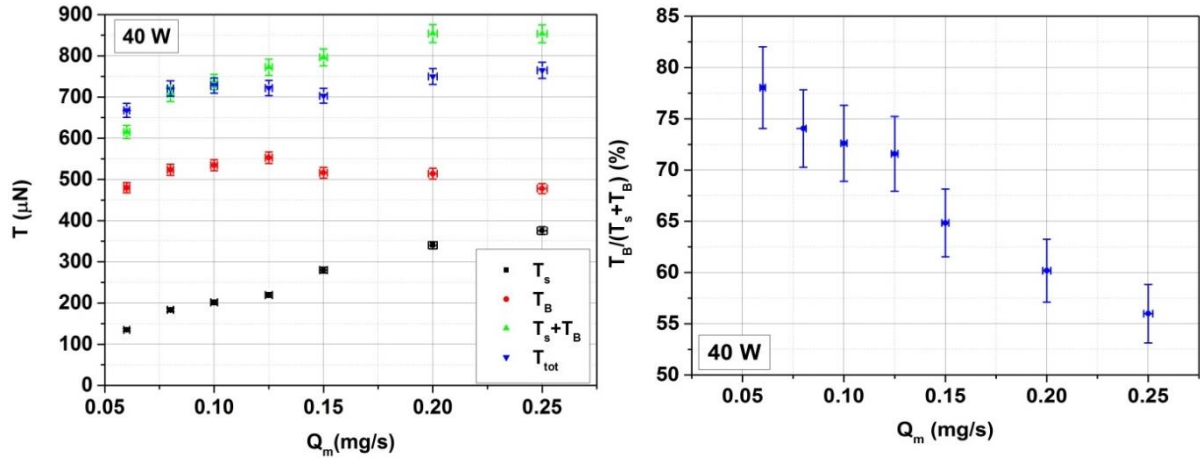 900
800
700
600
500
400
300
200
100
0
T (µN)
40 W
T_s
T_B
T_s+T_B
T_tot
0.05 0.10 0.15 0.20 0.25
Q_m(mg/s)
85
80
75
70
65
60
55
50
T_B/(T_s+T_B) (%)
40 W
0.05 0.10 0.15 0.20 0.25
Q_m (mg/s)